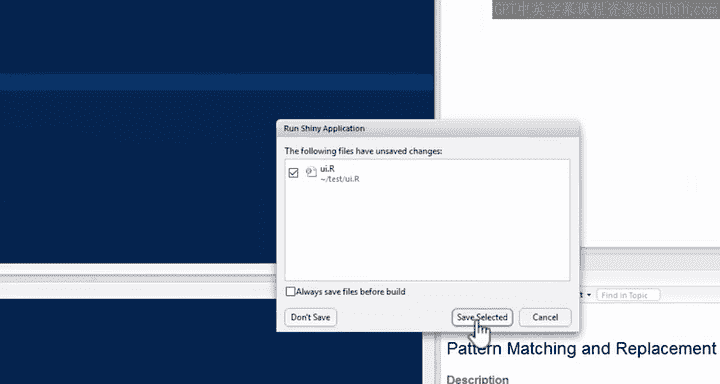 GPT中英字幕课程资源@bilibili.com
Run Shiny Application
The following files have unsaved changes:
ui.R
~/test/ui.R
Always save files before build
Don't Save
Save Selected
Cancel
Find in Topic
Pattern Matching and Replacement
Description